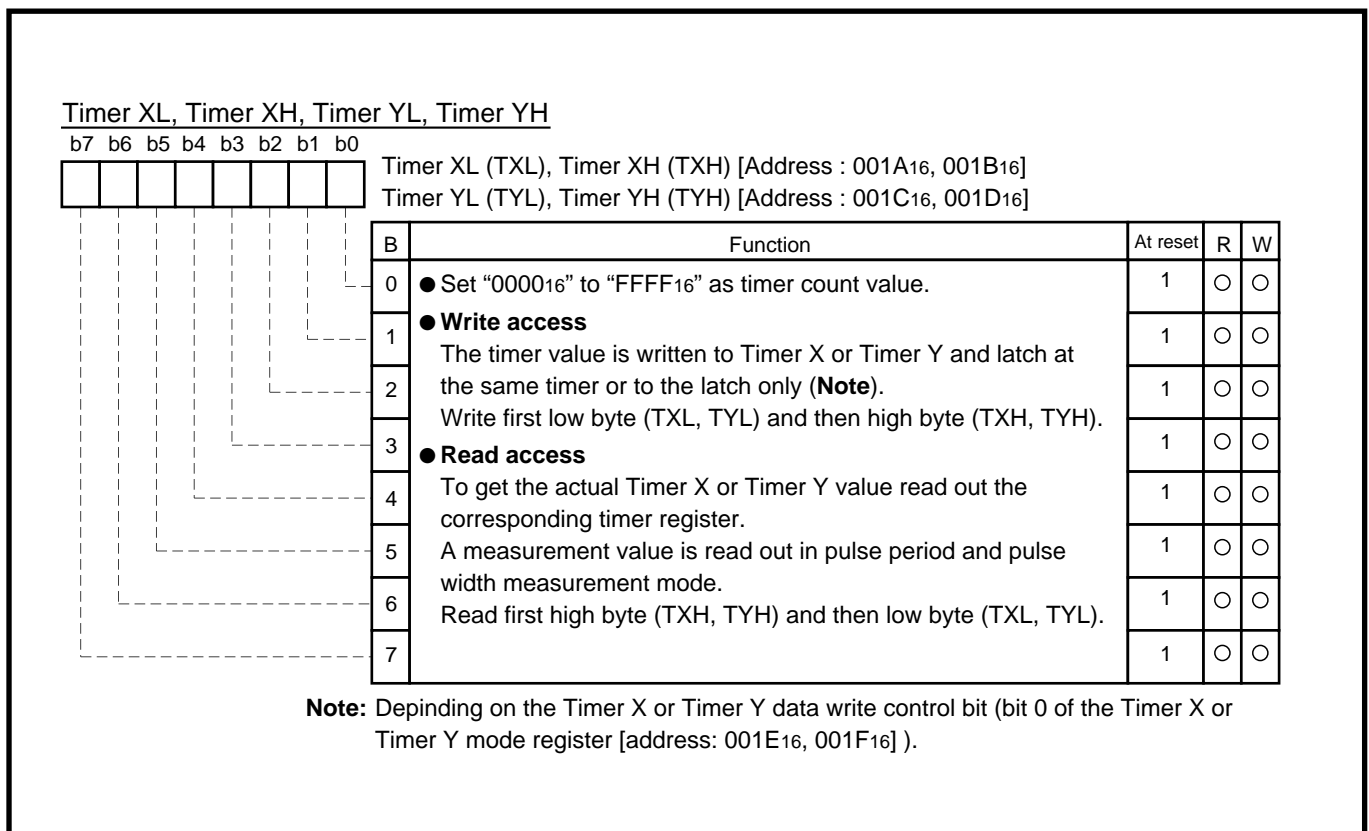 Timer XL, Timer XH, Timer YL, Timer YH
b7 b6 b5 b4 b3 b2 b1 b0
Timer XL (TXL), Timer XH (TXH) [Address : 001A16, 001B16]
Timer YL (TYL), Timer YH (TYH) [Address : 001C16, 001D16]
B Function At reset R W
0 ● Set “000016” to “FFFF16” as timer count value. 1 ○ ○
● Write access
1 1 ○ ○
The timer value is written to Timer X or Timer Y and latch at
2 the same timer or to the latch only (Note). 1 ○ ○
Write first low byte (TXL, TYL) and then high byte (TXH, TYH).
3 1 ○ ○
● Read access
4 To get the actual Timer X or Timer Y value read out the 1 ○ ○
corresponding timer register.
5 A measurement value is read out in pulse period and pulse 1 ○ ○
width measurement mode.
6 Read first high byte (TXH, TYH) and then low byte (TXL, TYL). 1 ○ ○
7 1 ○ ○
Note: Depinding on the Timer X or Timer Y data write control bit (bit 0 of the Timer X or
Timer Y mode register [address: 001E16, 001F16] ).